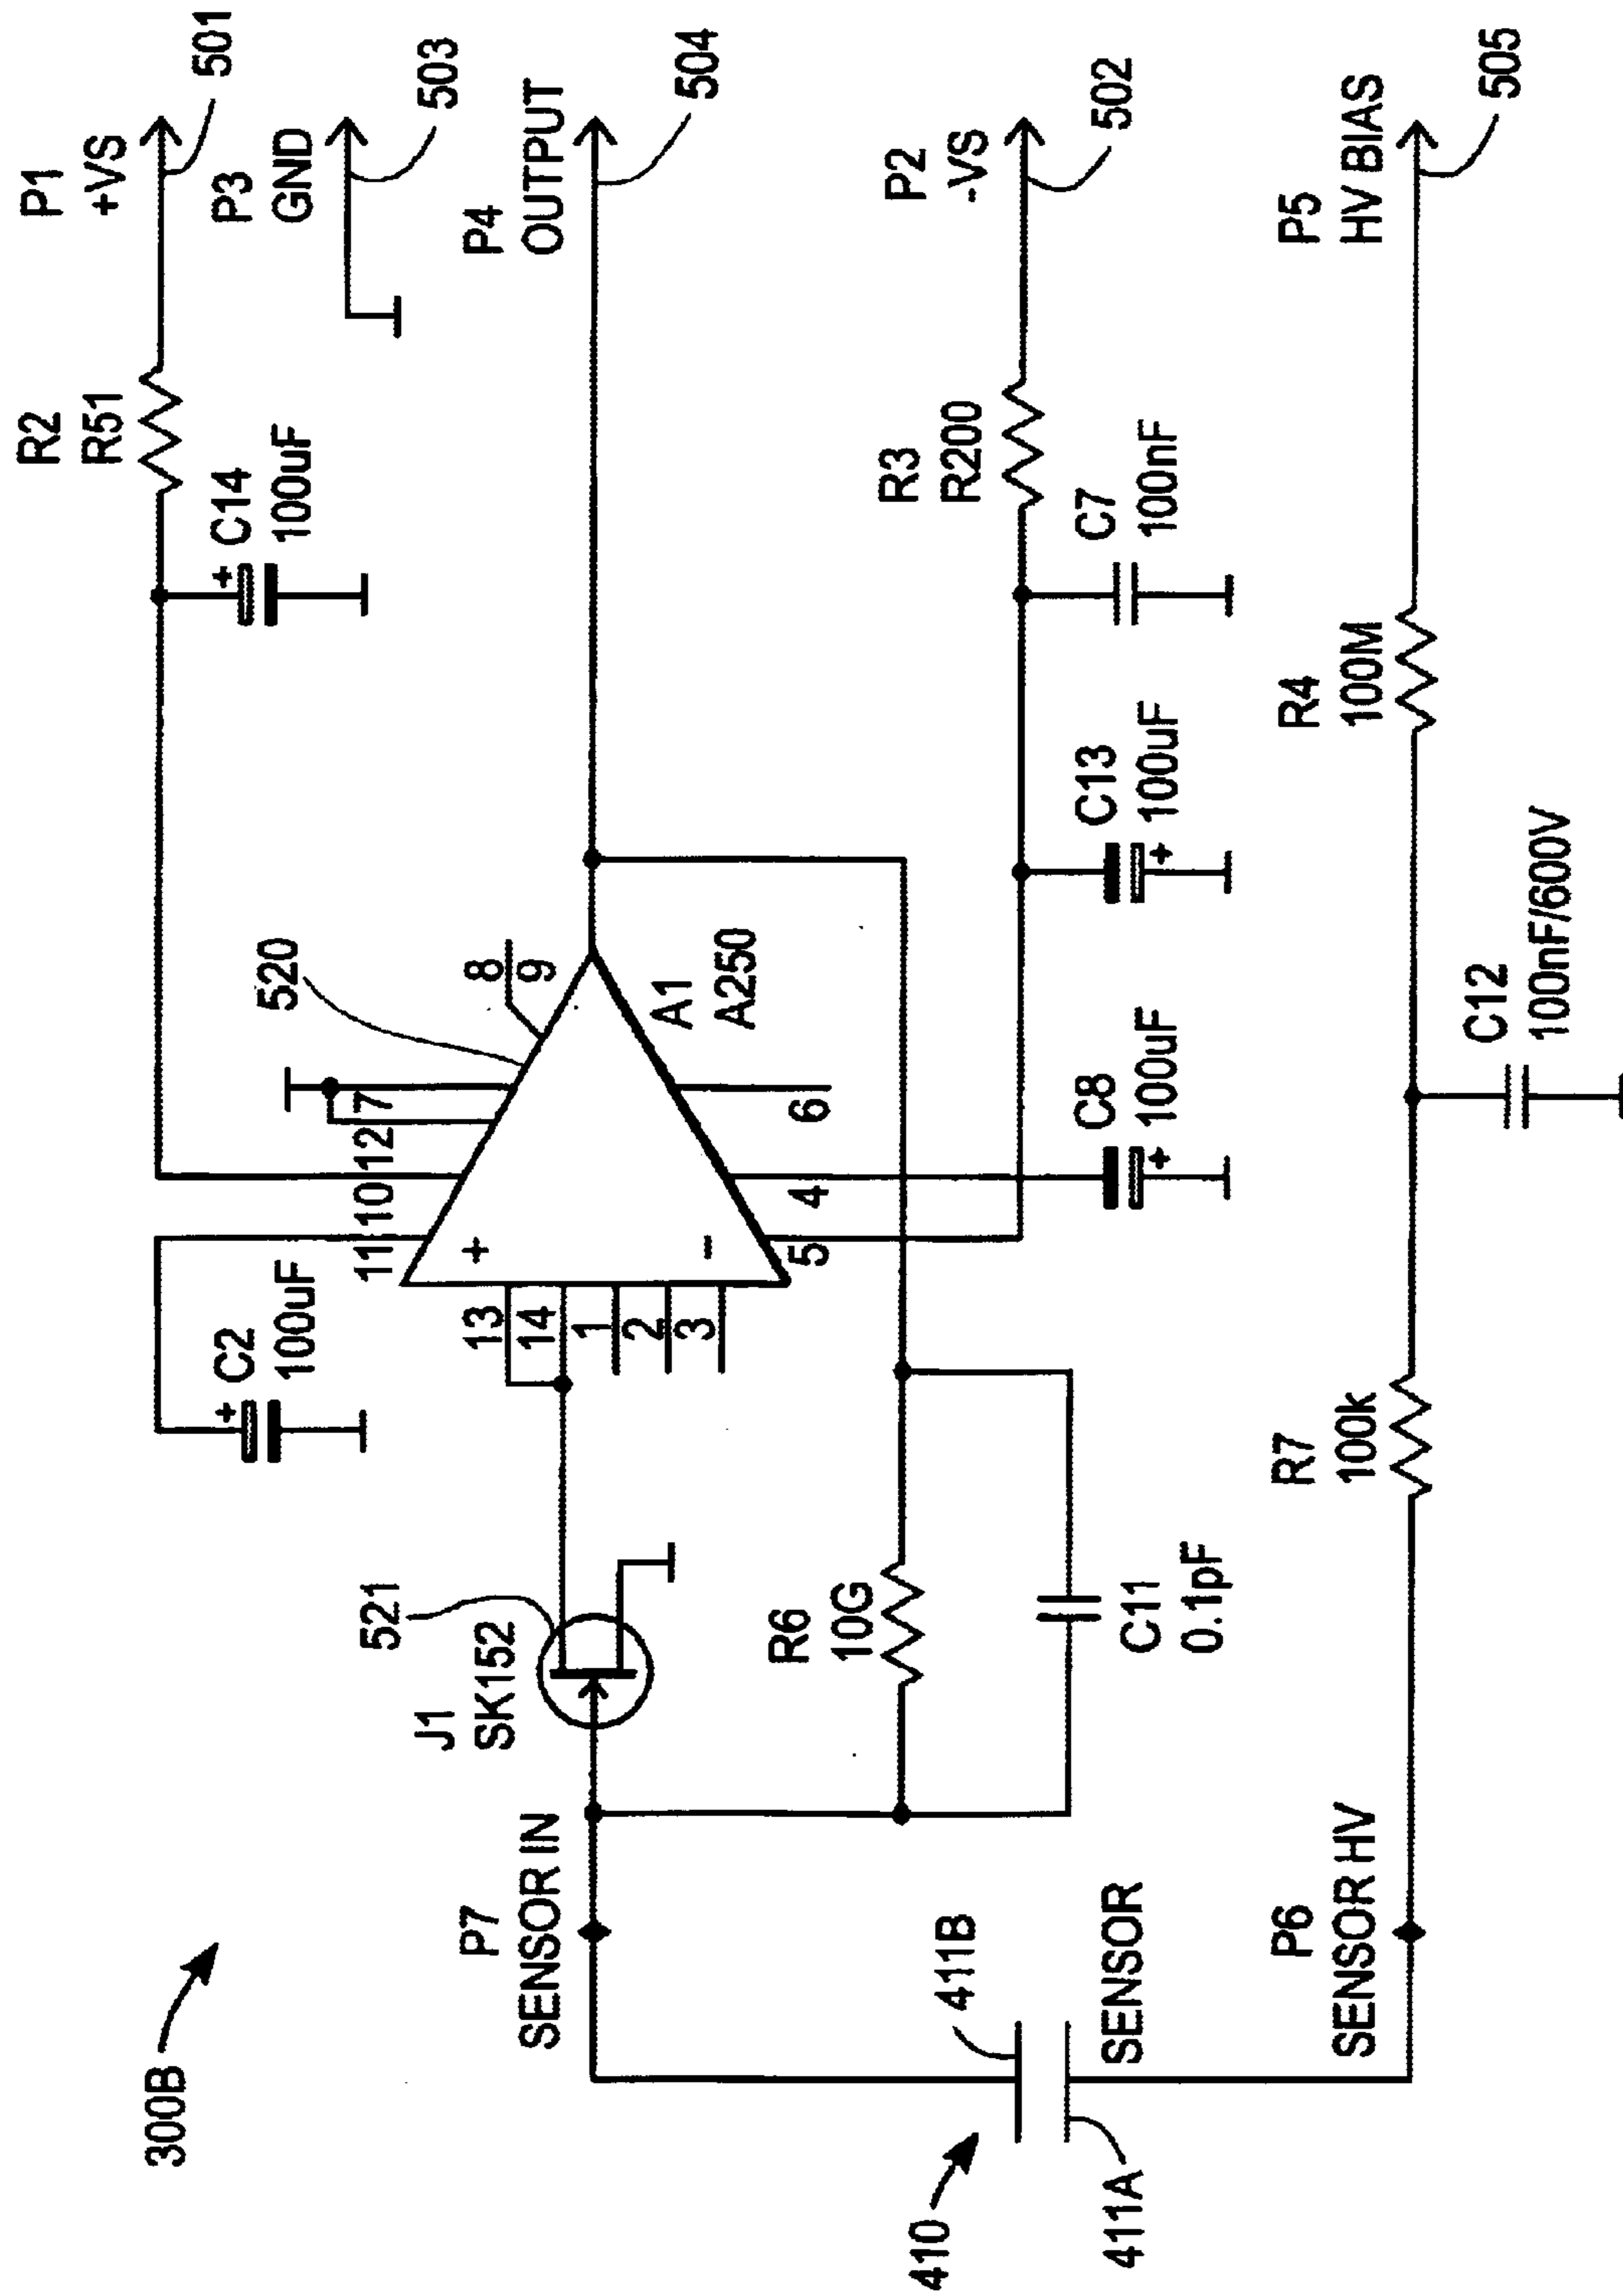 300B
P1
+VS
501
R2
R51
P3
GND
503
C14
100uF
C2
100uF
520
P4
OUTPUT
504
11
10
12
7
8
9
+
+
+
13
14
1
2
3
-
A1
A250
5
4
6
521
J1
SK152
P7
SENSOR IN
R6
10G
C11
0.1pF
P2
-VS
502
R3
R200
C7
100nF
C13
100uF
+
C8
100uF
+
410
411B
411A
SENSOR
P6
SENSOR HV
R7
100k
C12
100nF/600V
R4
100M
P5
HV BIAS
505